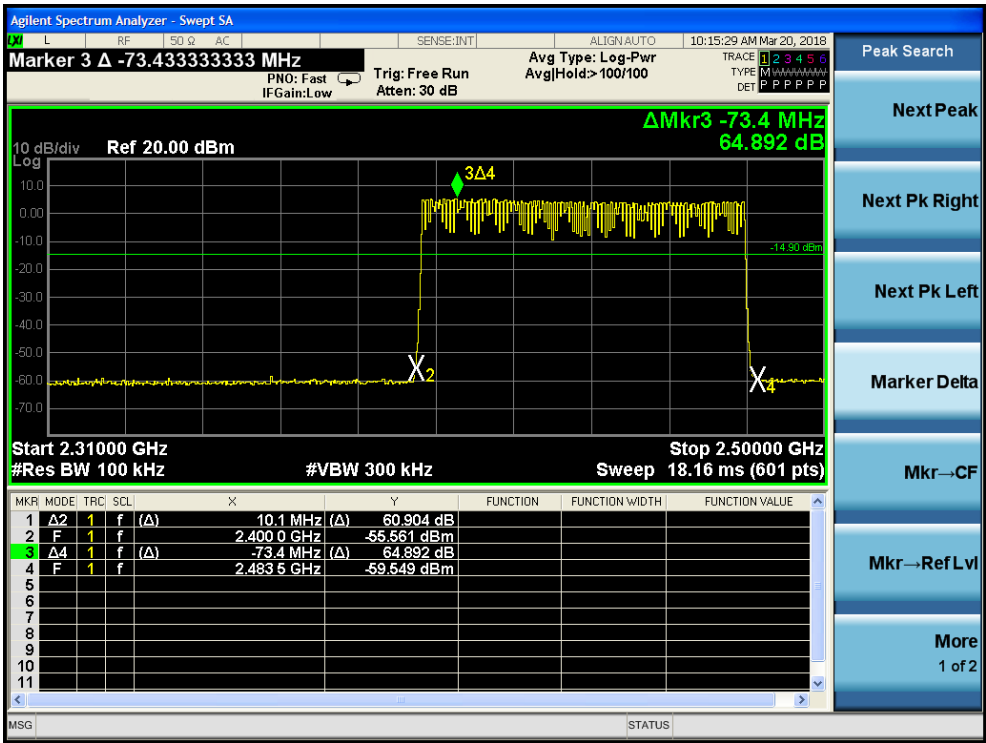 Agilent Spectrum Analyzer - Swept SA
LXI L RF 50 Ω AC SENSE:INT ALIGN AUTO 10:15:29 AM Mar 20, 2018
Marker 3 Δ -73.433333333 MHz
PNO: Fast
IFGain:Low
Trig: Free Run
Atten: 30 dB
Avg Type: Log-Pwr
Avg|Hold:>100/100
TRACE 1 2 3 4 5 6
TYPE M W W W W W
DET P P P P P P
ΔMkr3 -73.4 MHz
64.892 dB
10 dB/div Ref 20.00 dBm
Log
10.0
0.00
-10.0
-20.0
-30.0
-40.0
-50.0
-60.0
-70.0
3Δ4
-14.90 dBm
2
4
Start 2.31000 GHz Stop 2.50000 GHz
#Res BW 100 kHz #VBW 300 kHz Sweep 18.16 ms (601 pts)
MKR MODE TRC SCL X Y FUNCTION FUNCTION WIDTH FUNCTION VALUE
1 Δ2 1 f (Δ) 10.1 MHz (Δ) 60.904 dB
2 F 1 f 2.400 0 GHz -55.561 dBm
3 Δ4 1 f (Δ) -73.4 MHz (Δ) 64.892 dB
4 F 1 f 2.483 5 GHz -59.549 dBm
5
6
7
8
9
10
11
MSG STATUS
Peak Search
Next Peak
Next Pk Right
Next Pk Left
Marker Delta
Mkr→CF
Mkr→Ref Lvl
More
1 of 2